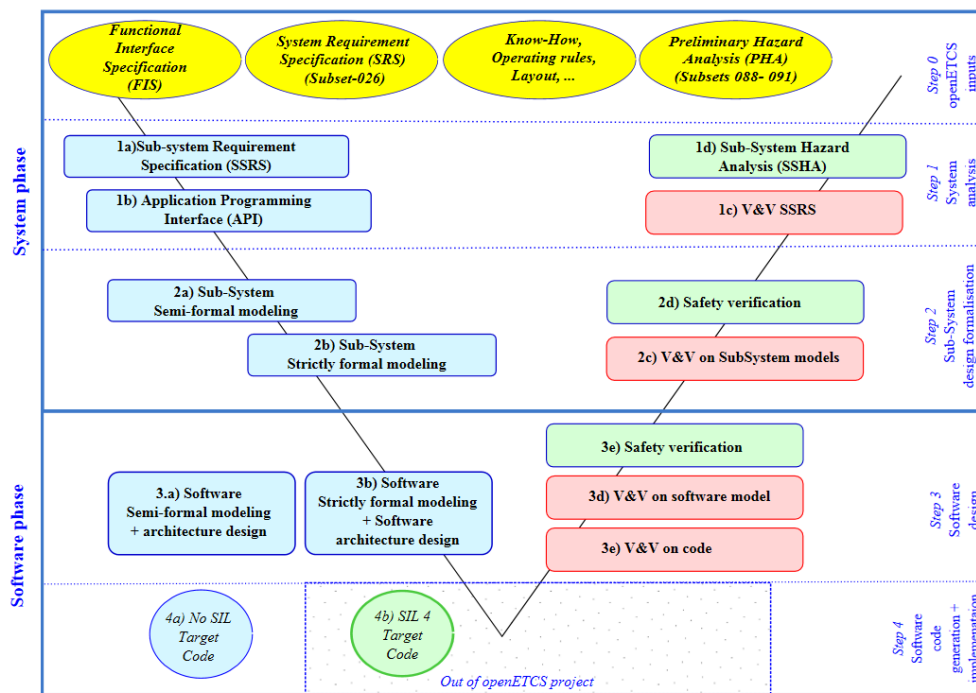 Functional
Interface
Specification
(FIS)
System Requirement
Specification (SRS)
(Subset-026)
Know-How,
Operating rules,
Layout, ...
Preliminary Hazard
Analysis (PHA)
(Subsets 088- 091)
Step 0
openETCS
inputs
System phase
1a)Sub-system Requirement
Specification (SSRS)
1b) Application Programming
Interface (API)
1d) Sub-System Hazard
Analysis (SSHA)
1c) V&V SSRS
Step 1
System
analysis
2a) Sub-System
Semi-formal modeling
2b) Sub-System
Strictly formal modeling
2d) Safety verification
2c) V&V on SubSystem models
Step 2
Sub-System
design formalisation
Software phase
3.a) Software
Semi-formal modeling
+ architecture design
3b) Software
Strictly formal modeling
+ Software
architecture design
3e) Safety verification
3d) V&V on software model
3e) V&V on code
Step 3
Software
design
4a) No SIL
Target
Code
4b) SIL 4
Target
Code
Out of openETCS project
Step 4
Software
code
generation +
implementation